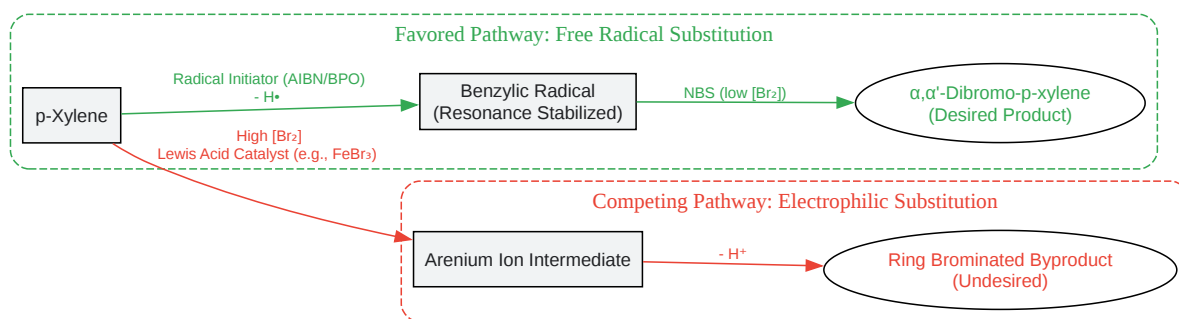 Favored Pathway: Free Radical Substitution
p-Xylene
Radical Initiator (AIBN/BPO)
- H•
Benzylic Radical
(Resonance Stabilized)
NBS (low [Br₂])
α,α'-Dibromo-p-xylene
(Desired Product)
High [Br₂]
Lewis Acid Catalyst (e.g., FeBr₃)
Competing Pathway: Electrophilic Substitution
Arenium Ion Intermediate
- H⁺
Ring Brominated Byproduct
(Undesired)